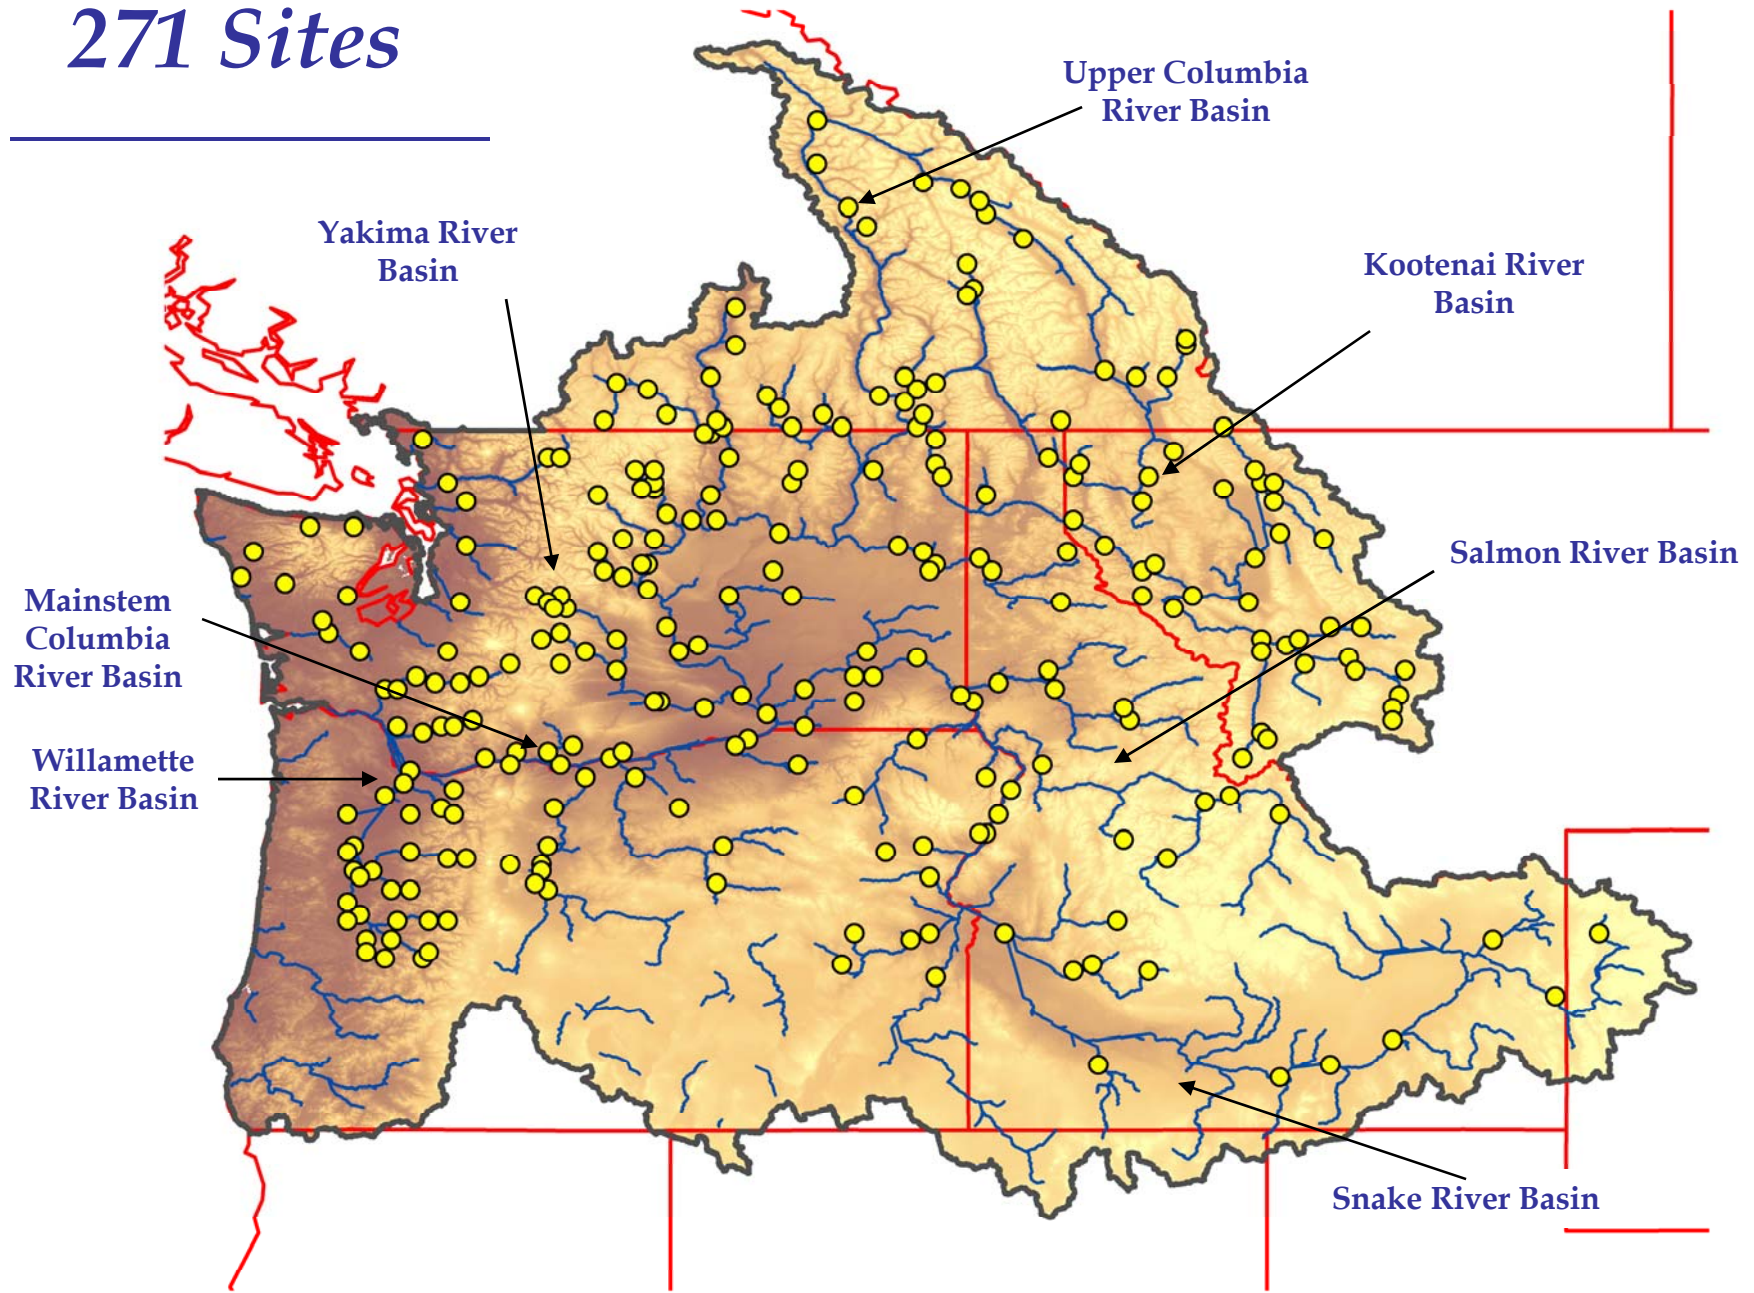 271 Sites
Upper Columbia
River Basin
Yakima River
Basin
Kootenai River
Basin
Salmon River Basin
Mainstem
Columbia
River Basin
Willamette
River Basin
Snake River Basin